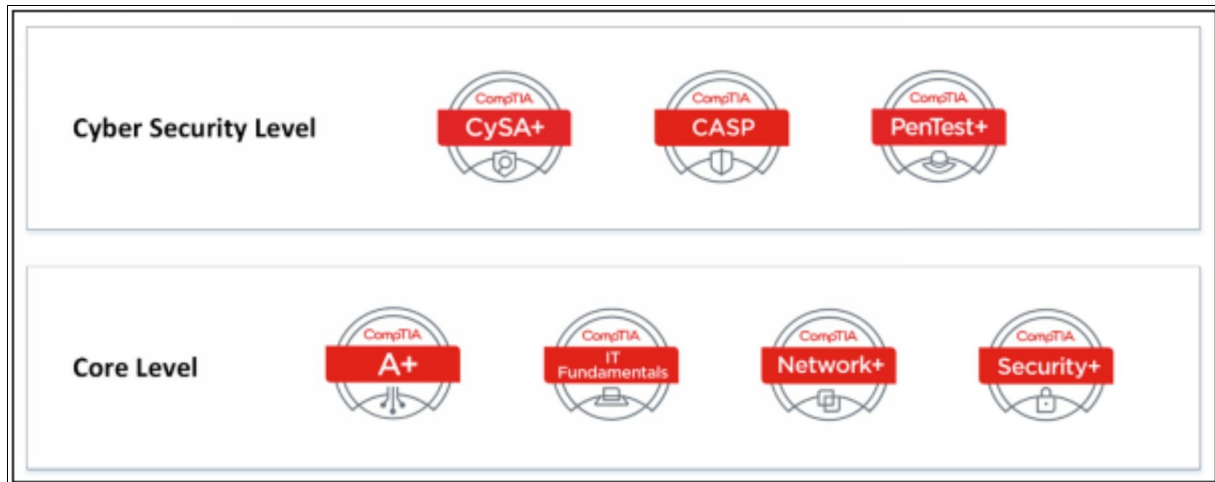 Cyber Security Level
CompTIA
CySA+
CompTIA
CASP
CompTIA
PenTest+
Core Level
CompTIA
A+
CompTIA
IT
Fundamentals
CompTIA
Network+
CompTIA
Security+